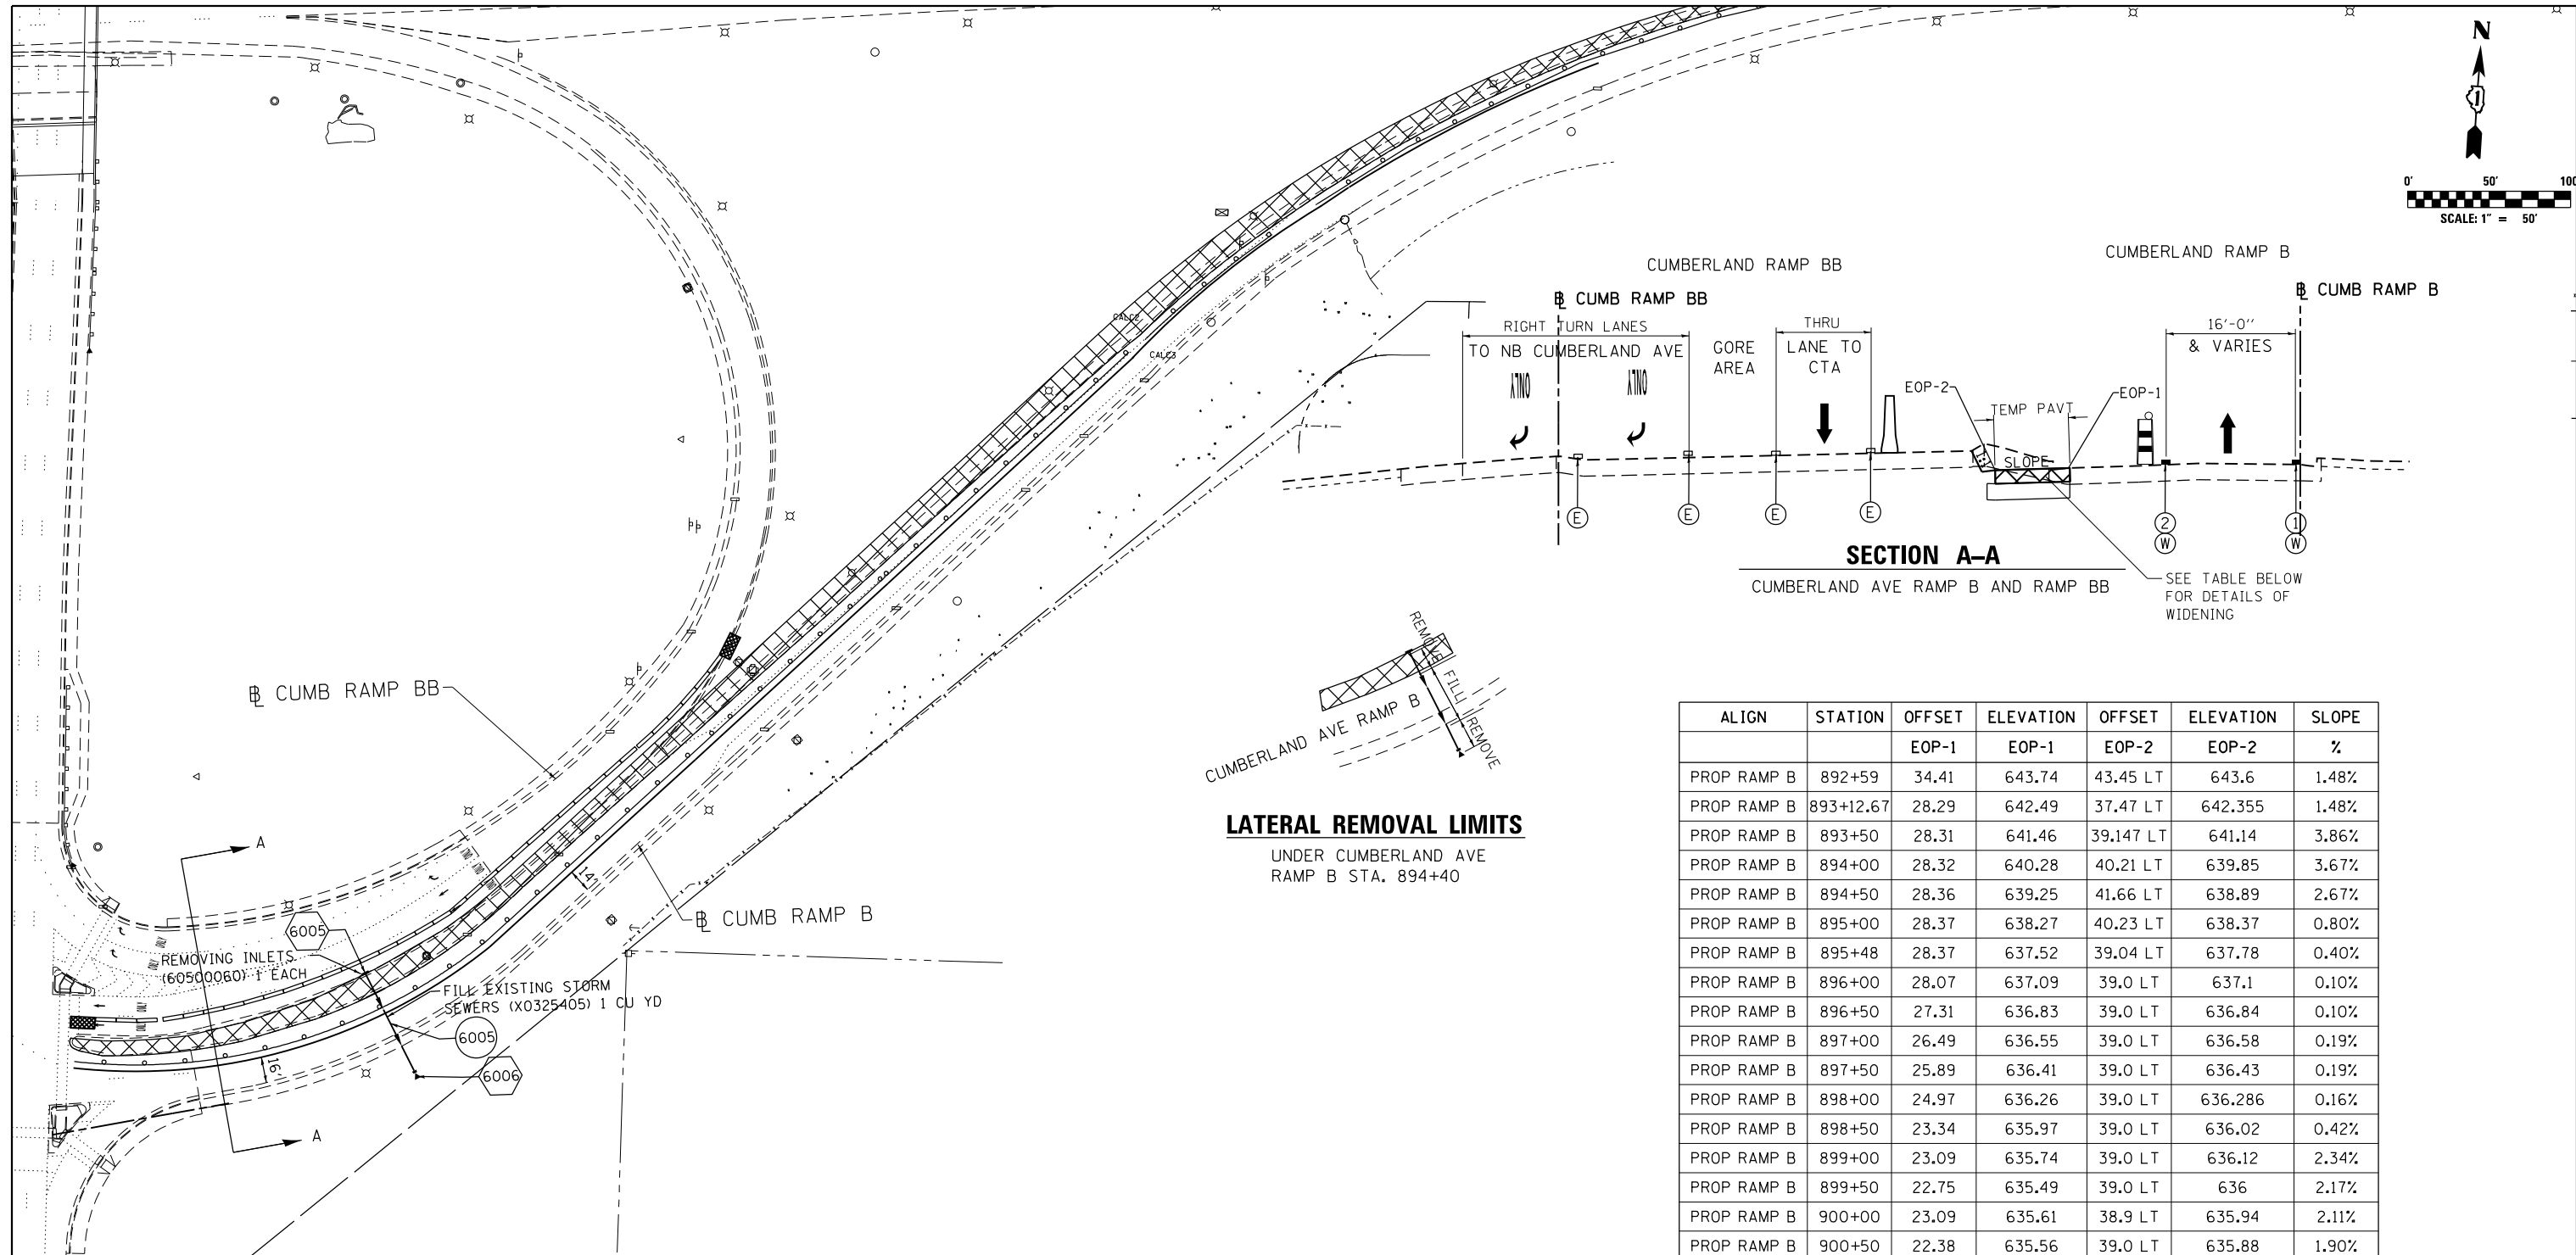 N
0' 50' 100
SCALE: 1" = 50'
CUMBERLAND RAMP BB
CUMBERLAND RAMP B
℄ CUMB RAMP BB
℄ CUMB RAMP B
RIGHT TURN LANES
TO NB CUMBERLAND AVE
GORE
AREA
THRU
LANE TO
CTA
16'-0"
& VARIES
ONLY
ONLY
EOP-2
TEMP PAVT
EOP-1
SLOPE
E
E
E
E
2
W
1
W
SECTION A–A
CUMBERLAND AVE RAMP B AND RAMP BB
SEE TABLE BELOW
FOR DETAILS OF
WIDENING
CALC2
CALC3
℄ CUMB RAMP BB
℄ CUMB RAMP B
A
A
14'
16'
6005
REMOVING INLETS
(60500060) 1 EACH
FILL EXISTING STORM
SEWERS (X0325405) 1 CU YD
6005
6006
REMOVE
FILL
REMOVE
CUMBERLAND AVE RAMP B
LATERAL REMOVAL LIMITS
UNDER CUMBERLAND AVE
RAMP B STA. 894+40
ALIGN STATION OFFSET ELEVATION OFFSET ELEVATION SLOPE
EOP-1 EOP-1 EOP-2 EOP-2 %
PROP RAMP B 892+59 34.41 643.74 43.45 LT 643.6 1.48%
PROP RAMP B 893+12.67 28.29 642.49 37.47 LT 642.355 1.48%
PROP RAMP B 893+50 28.31 641.46 39.147 LT 641.14 3.86%
PROP RAMP B 894+00 28.32 640.28 40.21 LT 639.85 3.67%
PROP RAMP B 894+50 28.36 639.25 41.66 LT 638.89 2.67%
PROP RAMP B 895+00 28.37 638.27 40.23 LT 638.37 0.80%
PROP RAMP B 895+48 28.37 637.52 39.04 LT 637.78 0.40%
PROP RAMP B 896+00 28.07 637.09 39.0 LT 637.1 0.10%
PROP RAMP B 896+50 27.31 636.83 39.0 LT 636.84 0.10%
PROP RAMP B 897+00 26.49 636.55 39.0 LT 636.58 0.19%
PROP RAMP B 897+50 25.89 636.41 39.0 LT 636.43 0.19%
PROP RAMP B 898+00 24.97 636.26 39.0 LT 636.286 0.16%
PROP RAMP B 898+50 23.34 635.97 39.0 LT 636.02 0.42%
PROP RAMP B 899+00 23.09 635.74 39.0 LT 636.12 2.34%
PROP RAMP B 899+50 22.75 635.49 39.0 LT 636 2.17%
PROP RAMP B 900+00 23.09 635.61 38.9 LT 635.94 2.11%
PROP RAMP B 900+50 22.38 635.56 39.0 LT 635.88 1.90%